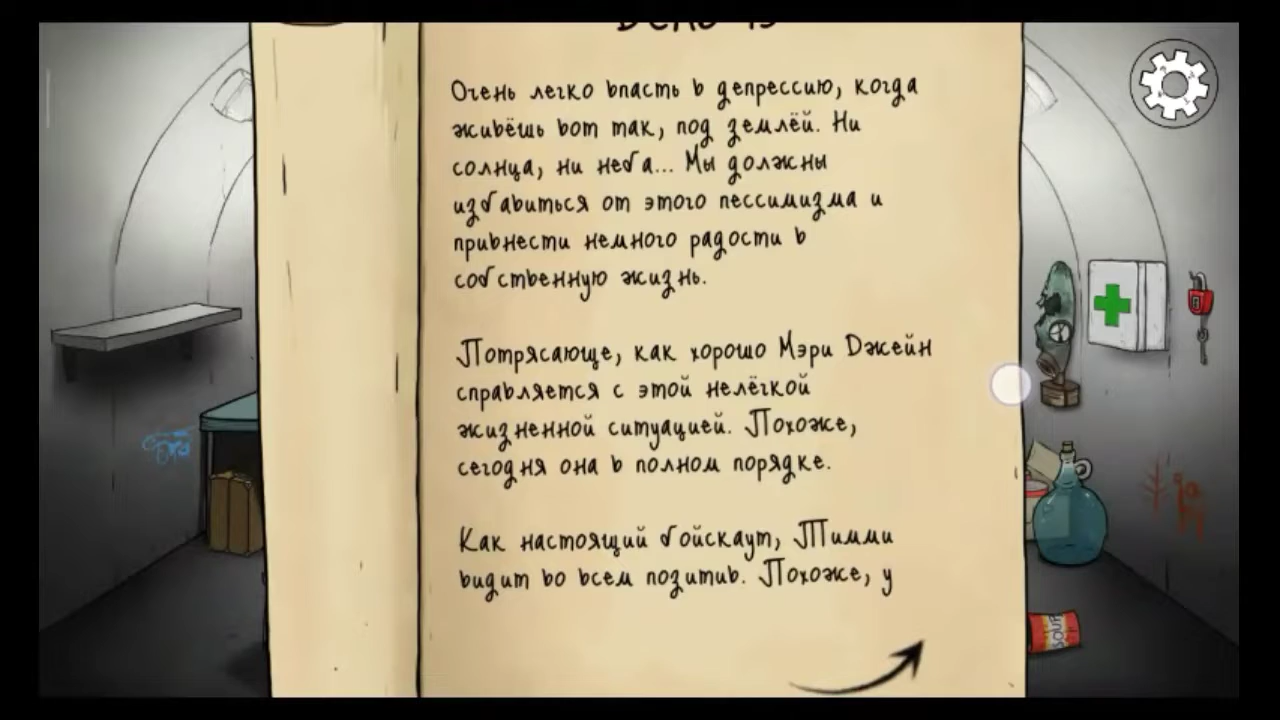 Очень легко впасть в депрессию, когда
живёшь вот так, под землёй. Ни
солнца, ни неба... Мы должны
избавиться от этого пессимизма и
привнести немного радости в
собственную жизнь.
Потрясающе, как хорошо Мэри Джейн
справляется с этой нелёгкой
жизненной ситуацией. Похоже,
сегодня она в полном порядке.
Как настоящий бойскаут, Тимми
видит во всем позитив. Похоже, у
SOUP